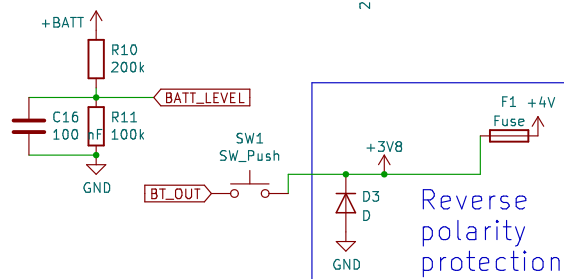 2
+BATT
R10
200k
BATT_LEVEL
C16
100 nF
R11
100k
GND
SW1
SW_Push
BT_OUT
+3V8
D3
D
GND
F1
Fuse
+4V
Reverse
polarity
protection